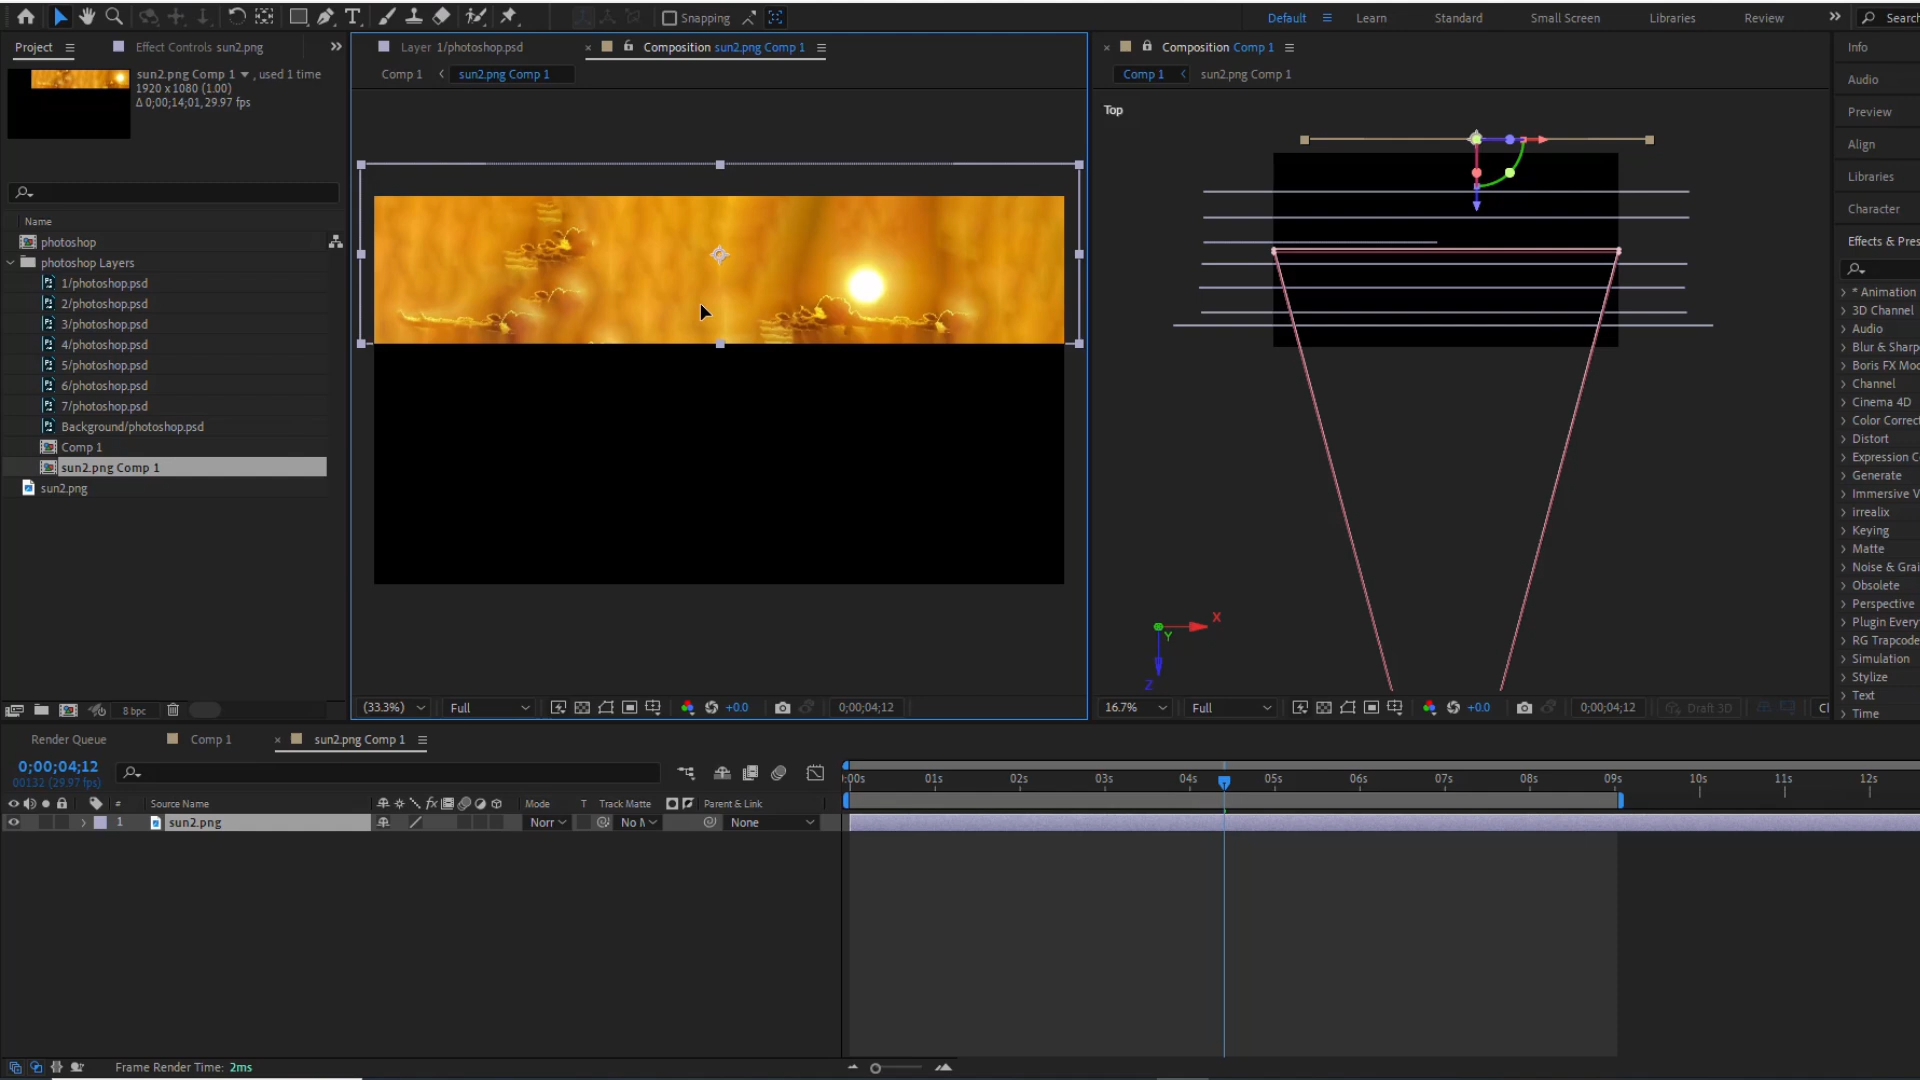 Snapping
Default
Learn
Standard
Small Screen
Libraries
Review
Search
Project
Effect Controls sun2.png
Layer 1/photoshop.psd
Composition sun2.png Comp 1
Composition Comp 1
Info
sun2.png Comp 1 , used 1 time
1920 x 1080 (1.00)
Δ 0;00;14;01, 29.97 fps
Comp 1
sun2.png Comp 1
Comp 1
sun2.png Comp 1
Audio
Top
Preview
Align
Libraries
Character
Name
photoshop
photoshop Layers
1/photoshop.psd
2/photoshop.psd
3/photoshop.psd
4/photoshop.psd
5/photoshop.psd
6/photoshop.psd
7/photoshop.psd
Background/photoshop.psd
Comp 1
sun2.png Comp 1
sun2.png
Effects & Pres
* Animation
3D Channel
Audio
Blur & Sharp
Boris FX Mo
Channel
Cinema 4D
Color Correc
Distort
Expression C
Generate
Immersive V
irrealix
Keying
Matte
Noise & Grai
Obsolete
Perspective
Plugin Every
RG Trapcode
Simulation
Stylize
Text
Time
X
Y
Z
8 bpc
(33.3%)
Full
+0.0
0;00;04;12
16.7%
Full
+0.0
0;00;04;12
Draft 3D
Render Queue
Comp 1
sun2.png Comp 1
0;00;04;12
00132 (29.97 fps)
:00s
01s
02s
03s
04s
05s
06s
07s
08s
09s
10s
11s
12s
#
Source Name
fx
Mode
T
Track Matte
Parent & Link
1
sun2.png
Norr
No M
None
Frame Render Time: 2ms